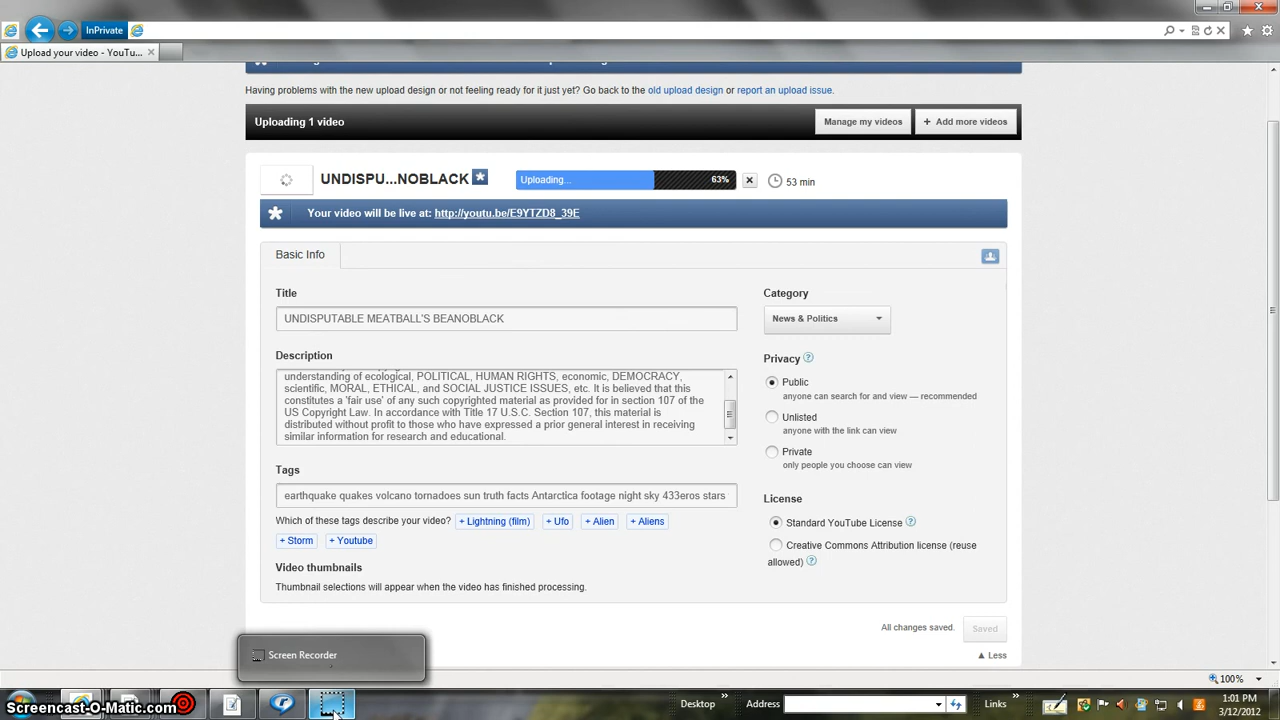 InPrivate
Upload your video - YouTu...
Having problems with the new upload design or not feeling ready for it just yet? Go back to the old upload design or report an upload issue.
Uploading 1 video
Manage my videos
+ Add more videos
UNDISPU...NOBLACK
Uploading...
63%
53 min
Your video will be live at: http://youtu.be/E9YTZD8_39E
Basic Info
Title
UNDISPUTABLE MEATBALL'S BEANOBLACK
Description
understanding of ecological, POLITICAL, HUMAN RIGHTS, economic, DEMOCRACY,
scientific, MORAL, ETHICAL, and SOCIAL JUSTICE ISSUES, etc. It is believed that this
constitutes a 'fair use' of any such copyrighted material as provided for in section 107 of the
US Copyright Law. In accordance with Title 17 U.S.C. Section 107, this material is
distributed without profit to those who have expressed a prior general interest in receiving
similar information for research and educational.
Tags
earthquake quakes volcano tornadoes sun truth facts Antarctica footage night sky 433eros stars
Which of these tags describe your video?
+ Lightning (film)
+ Ufo
+ Alien
+ Aliens
+ Storm
+ Youtube
Video thumbnails
Thumbnail selections will appear when the video has finished processing.
Category
News & Politics
Privacy
Public
anyone can search for and view — recommended
Unlisted
anyone with the link can view
Private
only people you choose can view
License
Standard YouTube License
Creative Commons Attribution license (reuse
allowed)
All changes saved.
Saved
Less
Screen Recorder
100%
Screencast-O-Matic.com
Desktop
Address
Links
1:01 PM
3/12/2012